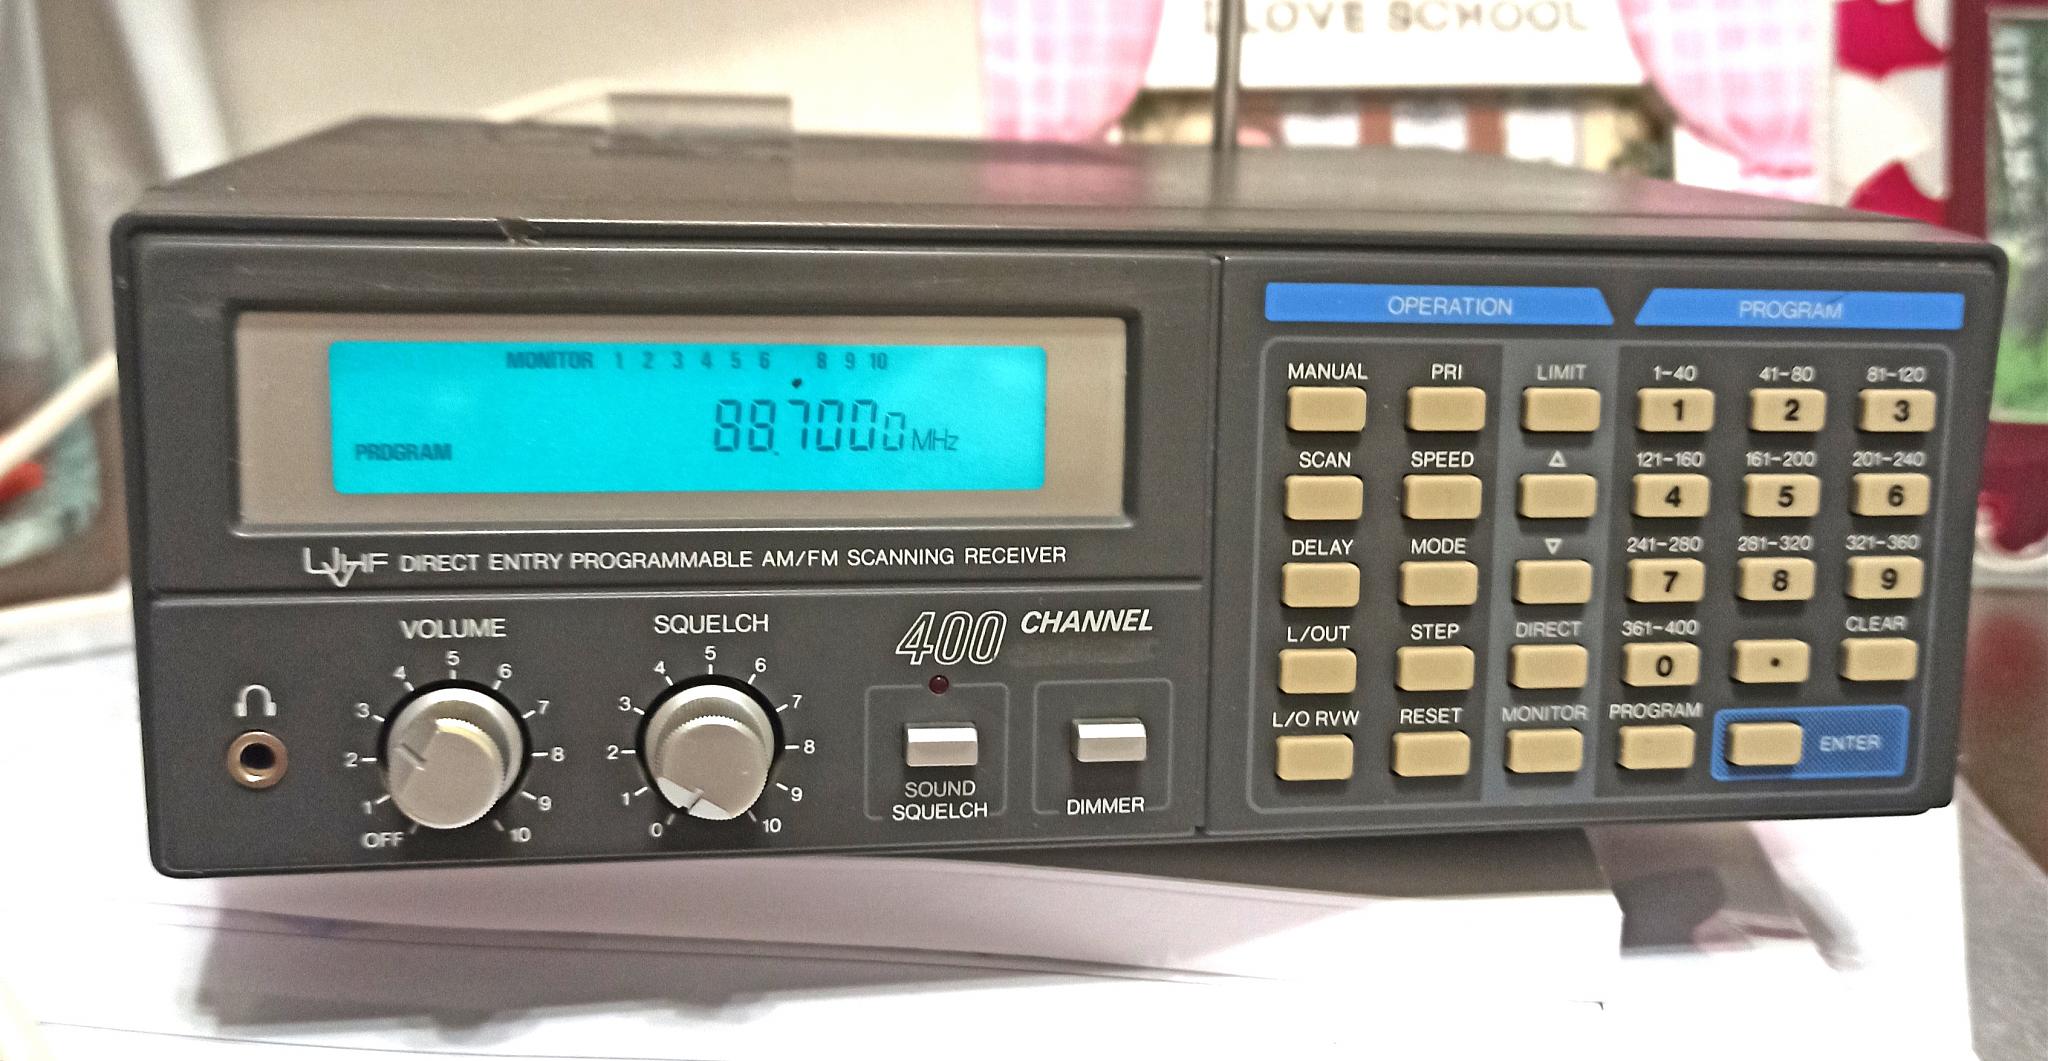 I LOVE SCHOOL
MONITOR 1 2 3 4 5 6 8 9 10
88.7000 MHz
PROGRAM
UVHF DIRECT ENTRY PROGRAMMABLE AM/FM SCANNING RECEIVER
VOLUME
OFF 1 2 3 4 5 6 7 8 9 10
SQUELCH
0 1 2 3 4 5 6 7 8 9 10
400 CHANNEL
SOUND
SQUELCH
DIMMER
OPERATION PROGRAM
MANUAL PRI LIMIT 1-40 41-80 81-120
1 2 3
SCAN SPEED △ 121-160 161-200 201-240
4 5 6
DELAY MODE ▽ 241-280 281-320 321-360
7 8 9
L/OUT STEP DIRECT 361-400 CLEAR
0 •
L/O RVW RESET MONITOR PROGRAM
ENTER